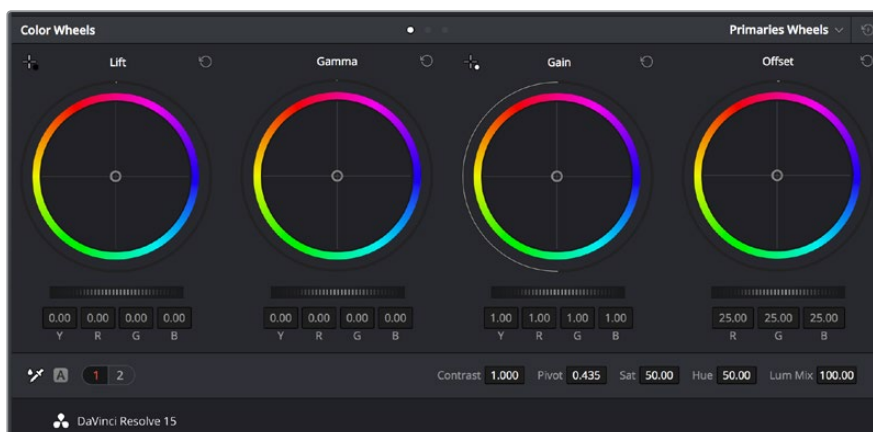 Color Wheels Primaries Wheels
Lift Gamma Gain Offset
0.00 0.00 0.00 0.00 0.00 0.00 0.00 0.00 1.00 1.00 1.00 1.00 25.00 25.00 25.00
Y R G B Y R G B Y R G B R G B
A 1 2 Contrast 1.000 Pivot 0.435 Sat 50.00 Hue 50.00 Lum Mix 100.00
DaVinci Resolve 15